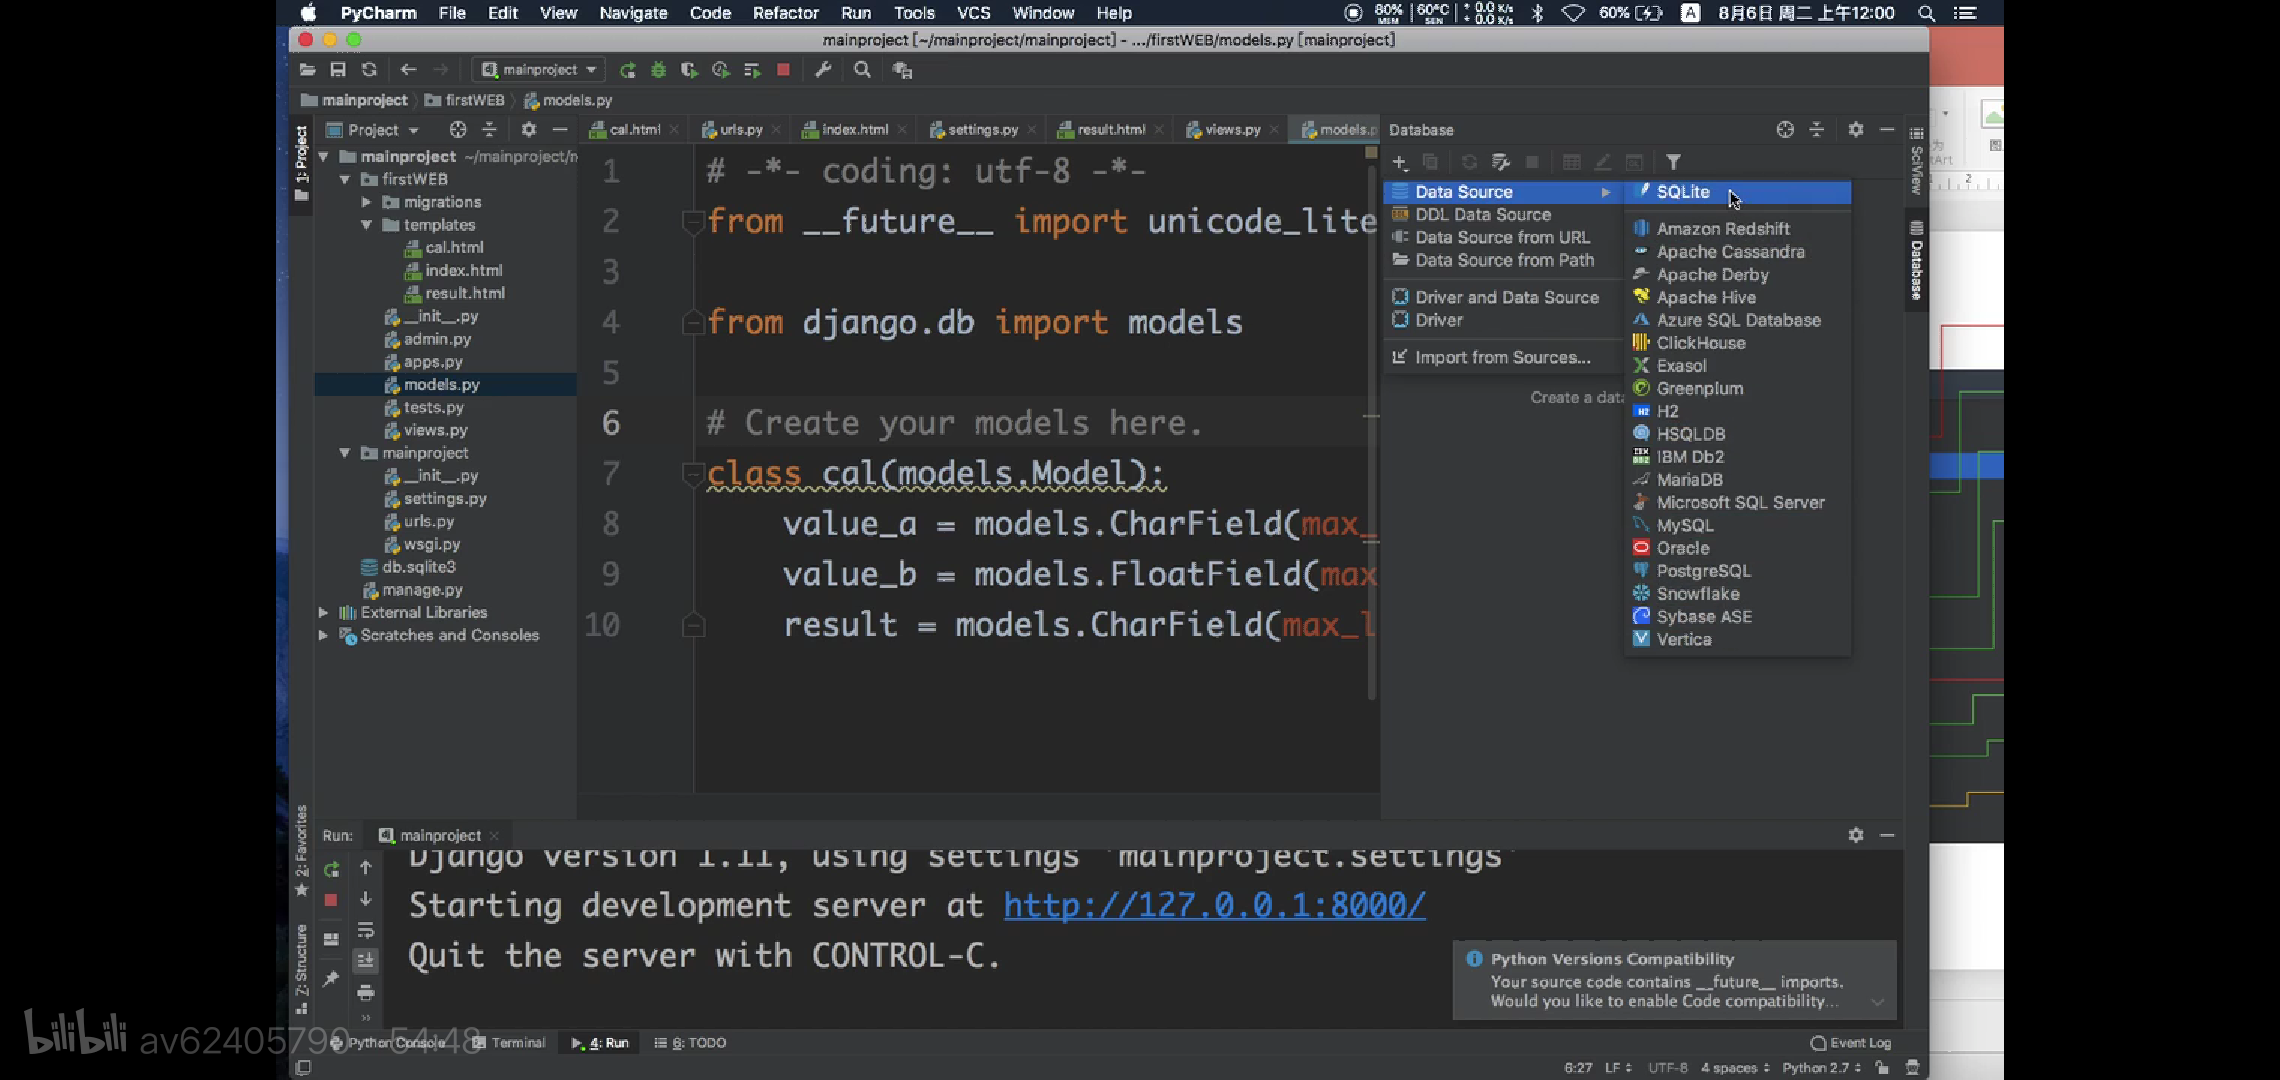 PyCharm File Edit View Navigate Code Refactor Run Tools VCS Window Help
80% MEM 60°C SEN 0.0 K/s 0.0 K/s 60% A 8月6日 周二 上午12:00
mainproject [~/mainproject/mainproject] - .../firstWEB/models.py [mainproject]
mainproject
mainproject firstWEB models.py
1: Project
Project
cal.html urls.py index.html settings.py result.html views.py models.p
Database
mainproject ~/mainproject/n
firstWEB
migrations
templates
cal.html
index.html
result.html
__init__.py
admin.py
apps.py
models.py
tests.py
views.py
mainproject
__init__.py
settings.py
urls.py
wsgi.py
db.sqlite3
manage.py
External Libraries
Scratches and Consoles
1 # -*- coding: utf-8 -*-
2 from __future__ import unicode_lite
3
4 from django.db import models
5
6 # Create your models here.
7 class cal(models.Model):
8 value_a = models.CharField(max_
9 value_b = models.FloatField(max
10 result = models.CharField(max_l
Data Source
DDL Data Source
Data Source from URL
Data Source from Path
Driver and Data Source
Driver
Import from Sources...
Create a data
SQLite
Amazon Redshift
Apache Cassandra
Apache Derby
Apache Hive
Azure SQL Database
ClickHouse
Exasol
Greenplum
H2 H2
HSQLDB
IBM DB2 IBM Db2
MariaDB
Microsoft SQL Server
MySQL
Oracle
PostgreSQL
Snowflake
Sybase ASE
Vertica
SciView
Database
2: Favorites
Z: Structure
Run: mainproject
Django version 1.11, using settings 'mainproject.settings'
Starting development server at http://127.0.0.1:8000/
Quit the server with CONTROL-C.
Python Versions Compatibility
Your source code contains __future__ imports.
Would you like to enable Code compatibility...
Python Console Terminal 4: Run 6: TODO
Event Log
6:27 LF UTF-8 4 spaces Python 2.7
bilibili av62405790 - 54:48